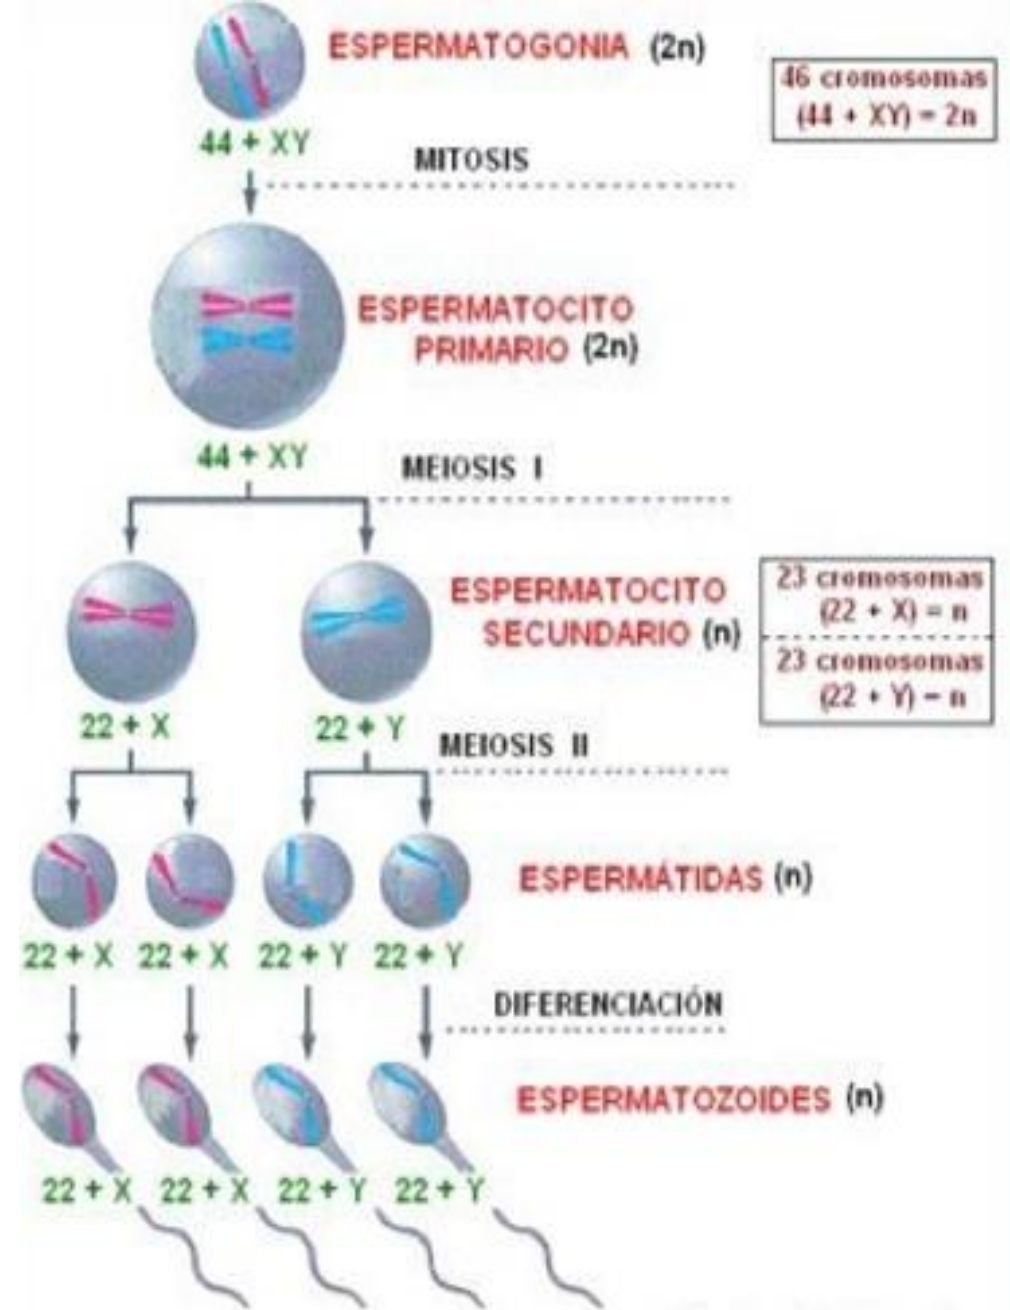 ESPERMATOGONIA (2n)
46 cromosomas
(44 + XY) = 2n
44 + XY
MITOSIS
ESPERMATOCITO
PRIMARIO (2n)
44 + XY
MEIOSIS I
ESPERMATOCITO
SECUNDARIO (n)
23 cromosomas
(22 + X) = n
23 cromosomas
(22 + Y) = n
22 + X 22 + Y
MEIOSIS II
ESPERMÁTIDAS (n)
22 + X 22 + X 22 + Y 22 + Y
DIFERENCIACIÓN
ESPERMATOZOIDES (n)
22 + X 22 + X 22 + Y 22 + Y